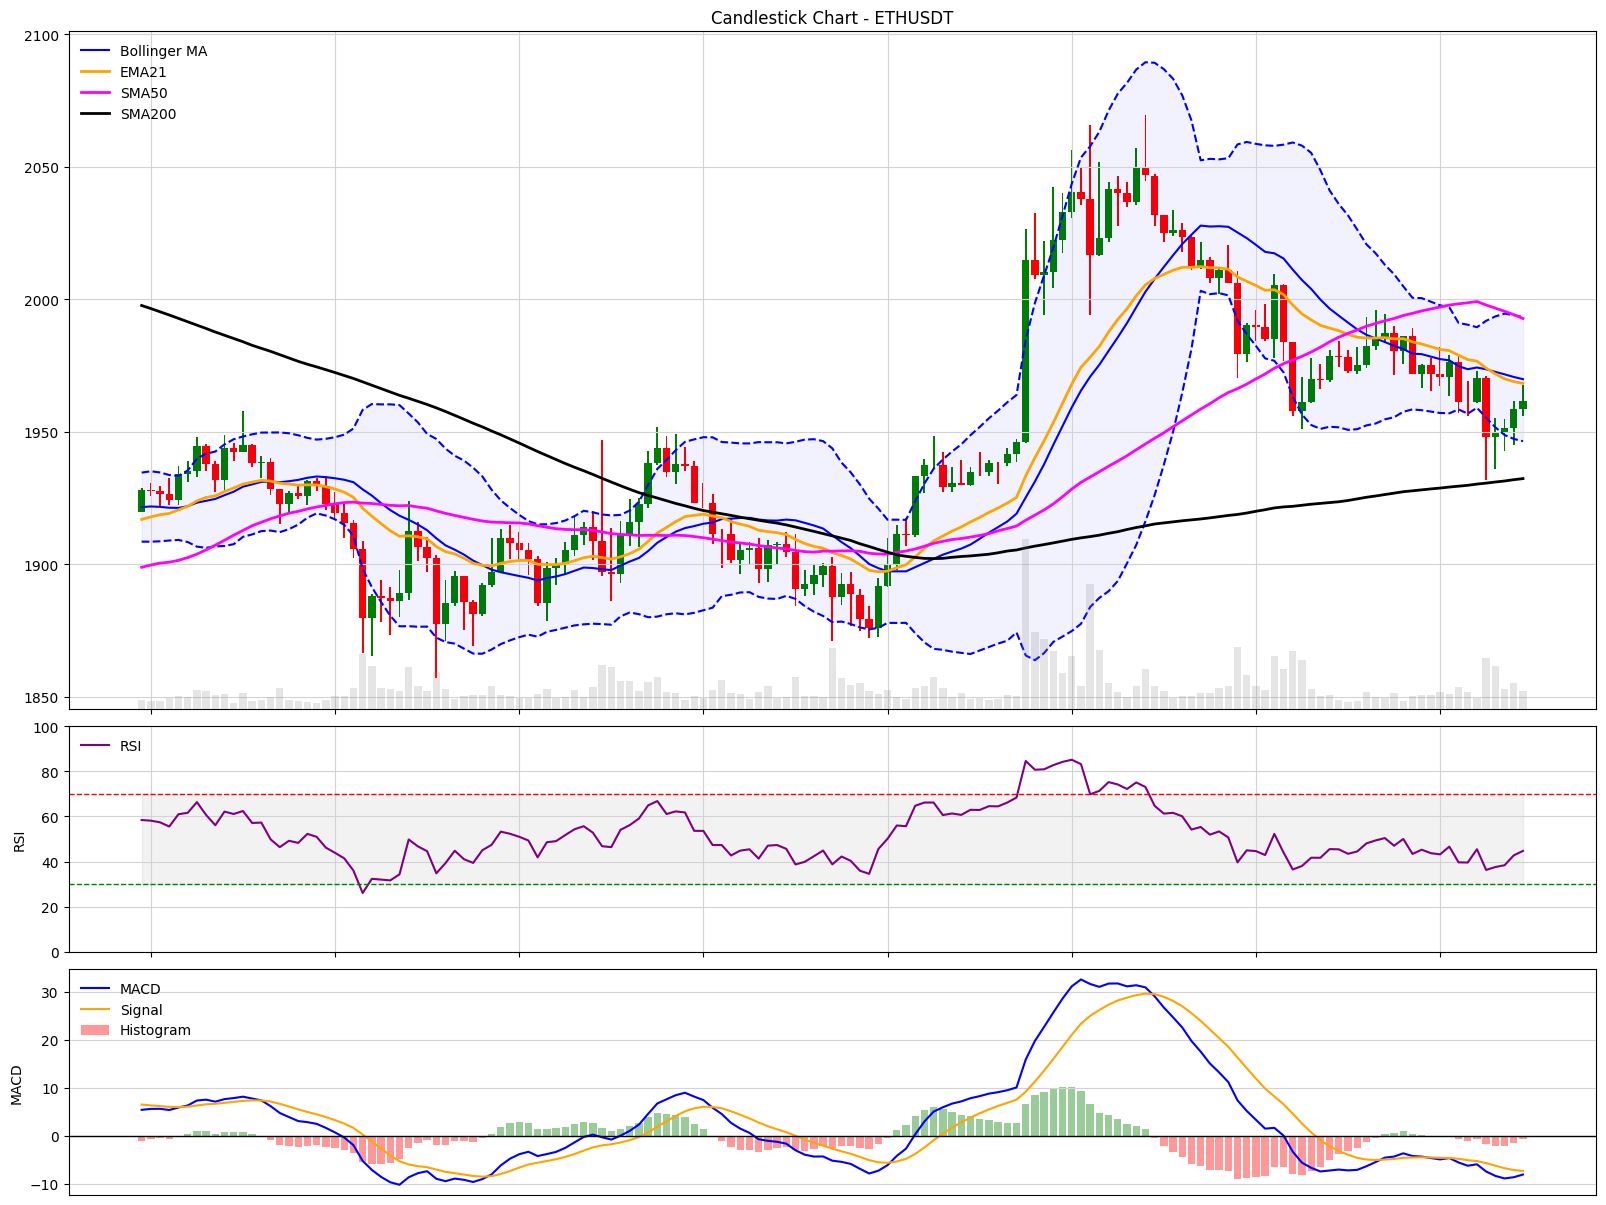 Candlestick Chart - ETHUSDT
2100
2050
2000
1950
1900
1850
Bollinger MA
EMA21
SMA50
SMA200
100
80
60
40
20
0
RSI
RSI
30
20
10
0
−10
MACD
MACD
Signal
Histogram